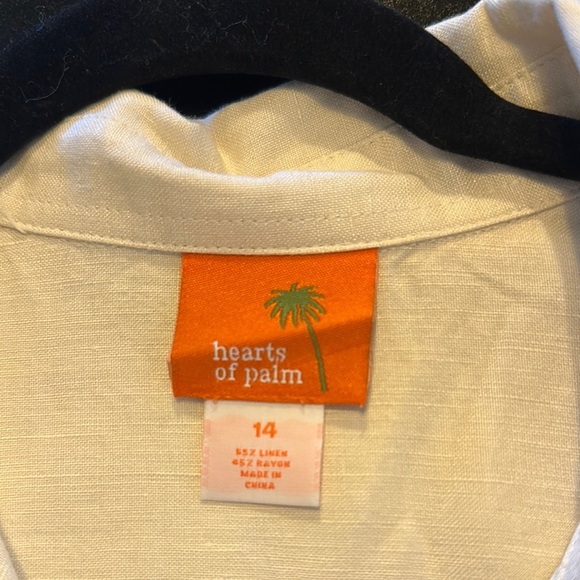 hearts
of palm
14
55% LINEN
45% RAYON
MADE IN
CHINA